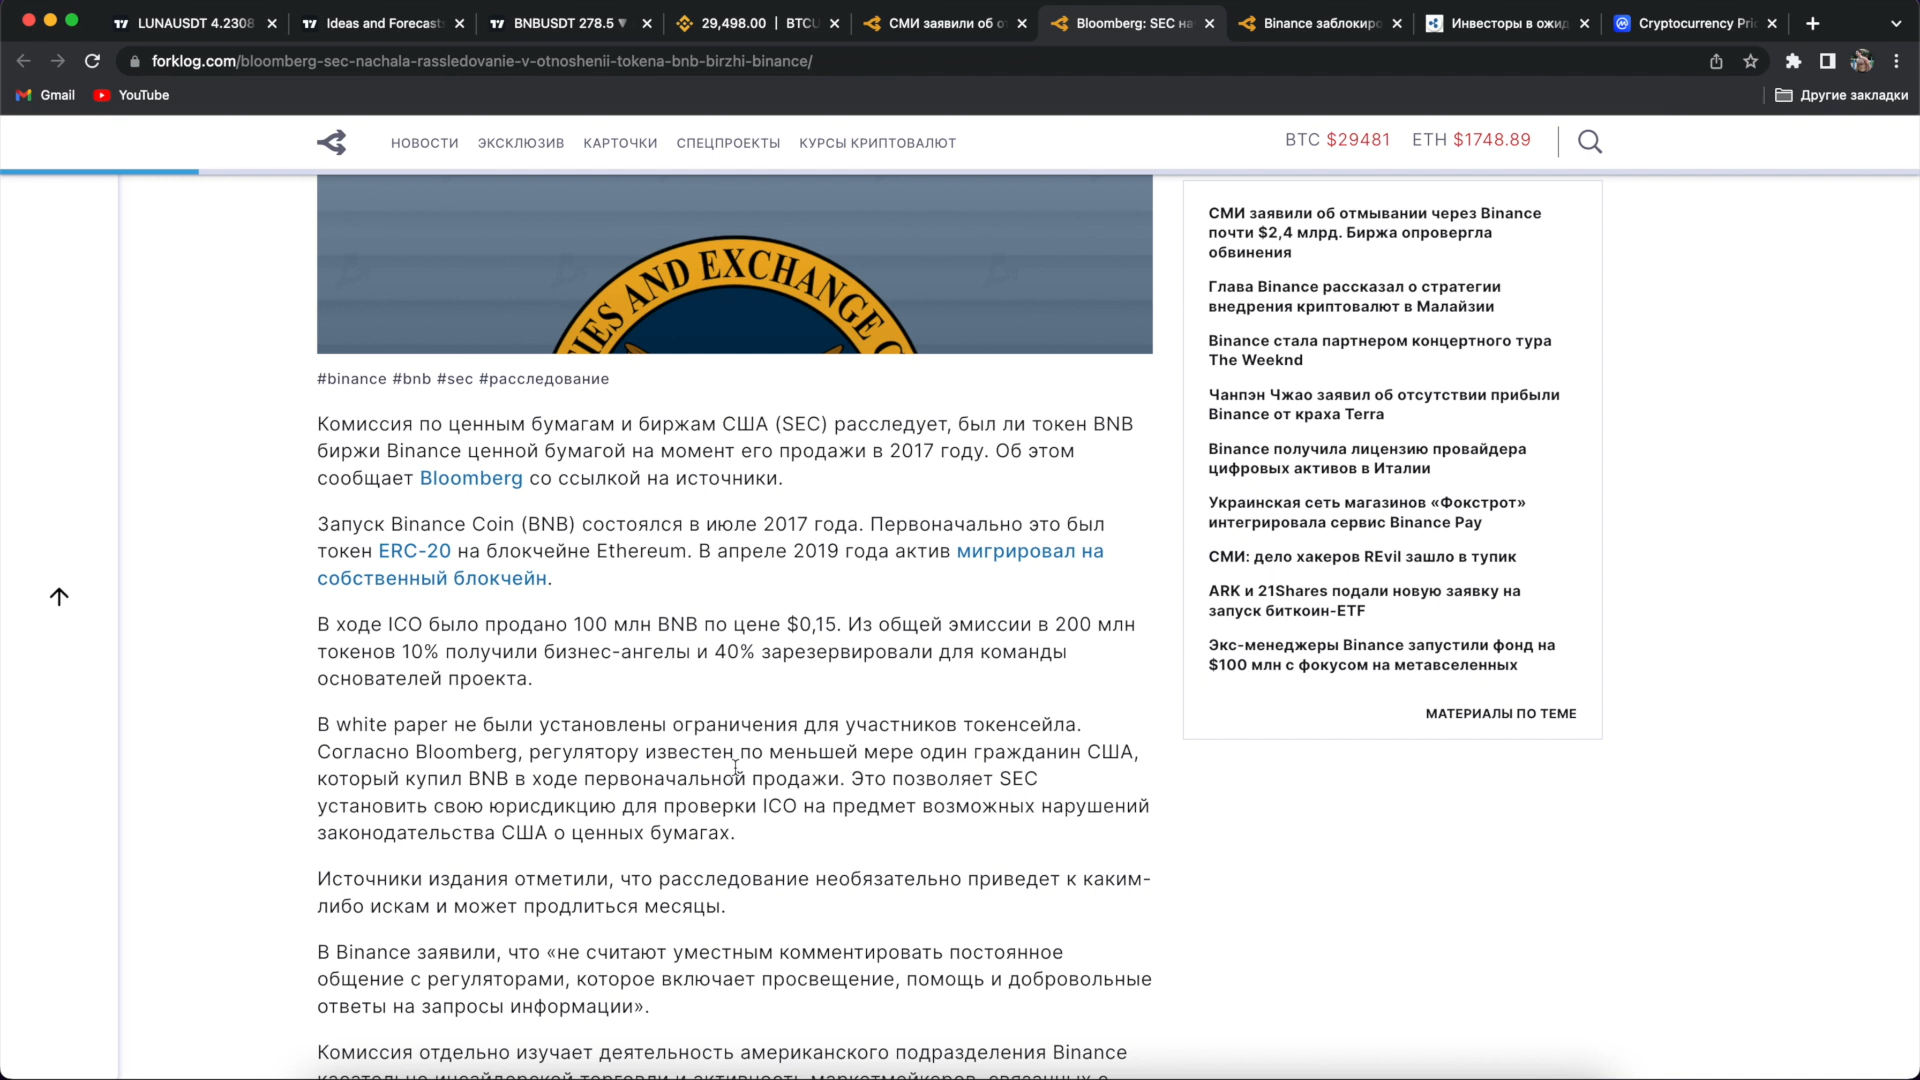 LUNAUSDT 4.2308
Ideas and Forecast
BNBUSDT 278.5 ▼
29,498.00 | BTCU
СМИ заявили об о
Bloomberg: SEC на
Binance заблокиро
Инвесторы в ожид
Cryptocurrency Pri
forklog.com/bloomberg-sec-nachala-rassledovanie-v-otnoshenii-tokena-bnb-birzhi-binance/
Gmail
YouTube
Другие закладки
НОВОСТИ ЭКСКЛЮЗИВ КАРТОЧКИ СПЕЦПРОЕКТЫ КУРСЫ КРИПТОВАЛЮТ
BTC $29481 ETH $1748.89
IES AND EXCHANGE C
#binance #bnb #sec #расследование
Комиссия по ценным бумагам и биржам США (SEC) расследует, был ли токен BNB
биржи Binance ценной бумагой на момент его продажи в 2017 году. Об этом
сообщает Bloomberg со ссылкой на источники.
Запуск Binance Coin (BNB) состоялся в июле 2017 года. Первоначально это был
токен ERC-20 на блокчейне Ethereum. В апреле 2019 года актив мигрировал на
собственный блокчейн.
В ходе ICO было продано 100 млн BNB по цене $0,15. Из общей эмиссии в 200 млн
токенов 10% получили бизнес-ангелы и 40% зарезервировали для команды
основателей проекта.
В white paper не были установлены ограничения для участников токенсейла.
Согласно Bloomberg, регулятору известен по меньшей мере один гражданин США,
который купил BNB в ходе первоначальной продажи. Это позволяет SEC
установить свою юрисдикцию для проверки ICO на предмет возможных нарушений
законодательства США о ценных бумагах.
Источники издания отметили, что расследование необязательно приведет к каким-
либо искам и может продлиться месяцы.
В Binance заявили, что «не считают уместным комментировать постоянное
общение с регуляторами, которое включает просвещение, помощь и добровольные
ответы на запросы информации».
Комиссия отдельно изучает деятельность американского подразделения Binance
касательно инсайдерской торговли и активность маркетмейкеров, связанных с
СМИ заявили об отмывании через Binance
почти $2,4 млрд. Биржа опровергла
обвинения
Глава Binance рассказал о стратегии
внедрения криптовалют в Малайзии
Binance стала партнером концертного тура
The Weeknd
Чанпэн Чжао заявил об отсутствии прибыли
Binance от краха Terra
Binance получила лицензию провайдера
цифровых активов в Италии
Украинская сеть магазинов «Фокстрот»
интегрировала сервис Binance Pay
СМИ: дело хакеров REvil зашло в тупик
ARK и 21Shares подали новую заявку на
запуск биткоин-ETF
Экс-менеджеры Binance запустили фонд на
$100 млн с фокусом на метавселенных
МАТЕРИАЛЫ ПО ТЕМЕ